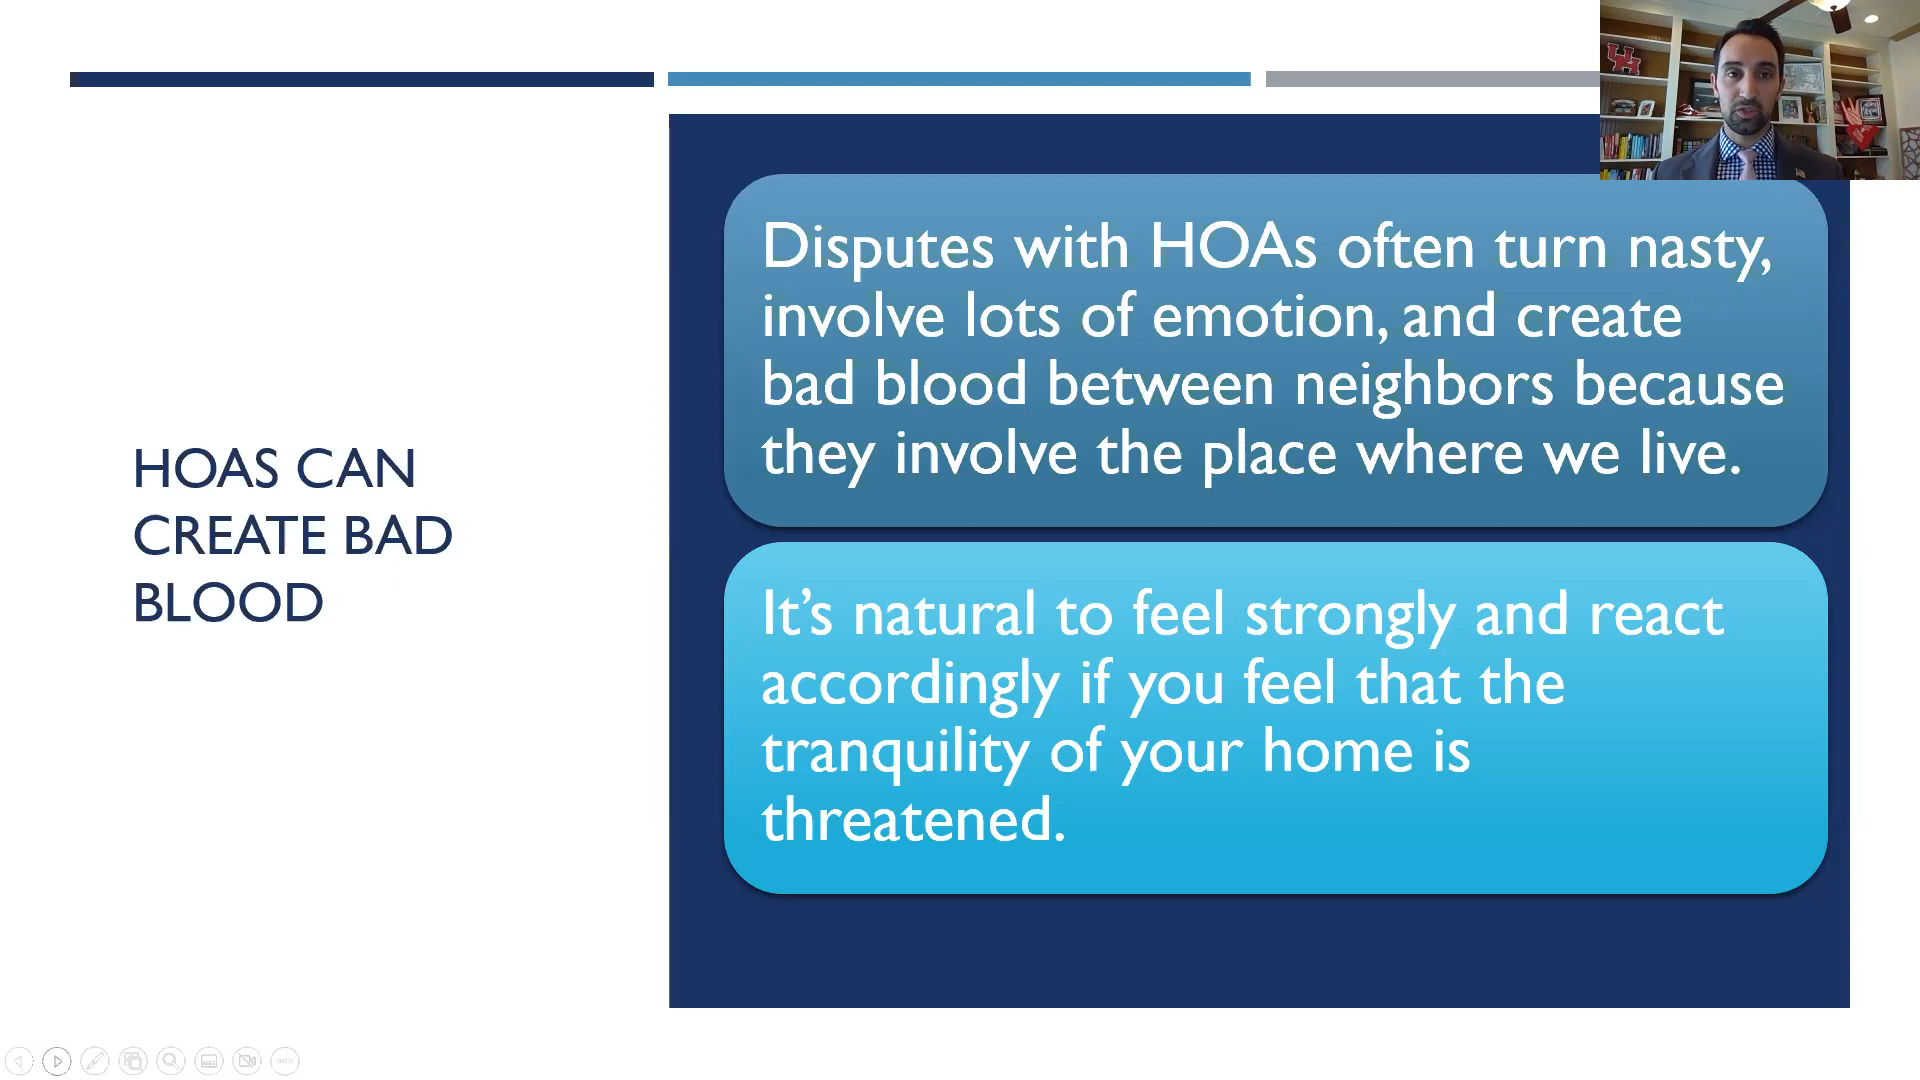 HOAS CAN
CREATE BAD
BLOOD
Disputes with HOAs often turn nasty,
involve lots of emotion, and create
bad blood between neighbors because
they involve the place where we live.
It’s natural to feel strongly and react
accordingly if you feel that the
tranquility of your home is
threatened.